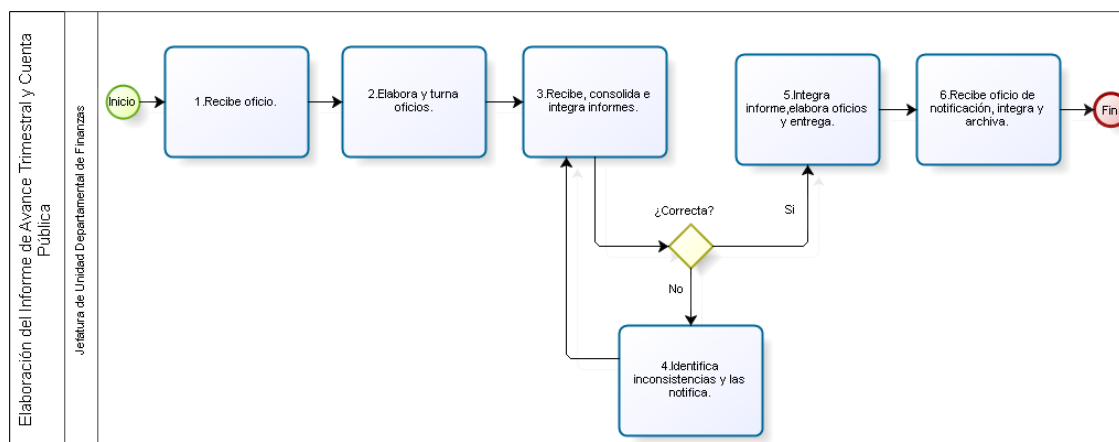 Elaboración del Informe de Avance Trimestral y Cuenta
Pública
Jefatura de Unidad Departamental de Finanzas
Inicio
1.Recibe oficio.
2.Elabora y turna
oficios.
3.Recibe, consolida e
integra informes.
¿Correcta?
Si
No
4.Identifica
inconsistencias y las
notifica.
5.Integra
informe,elabora oficios
y entrega.
6.Recibe oficio de
notificación, integra y
archiva.
Fin